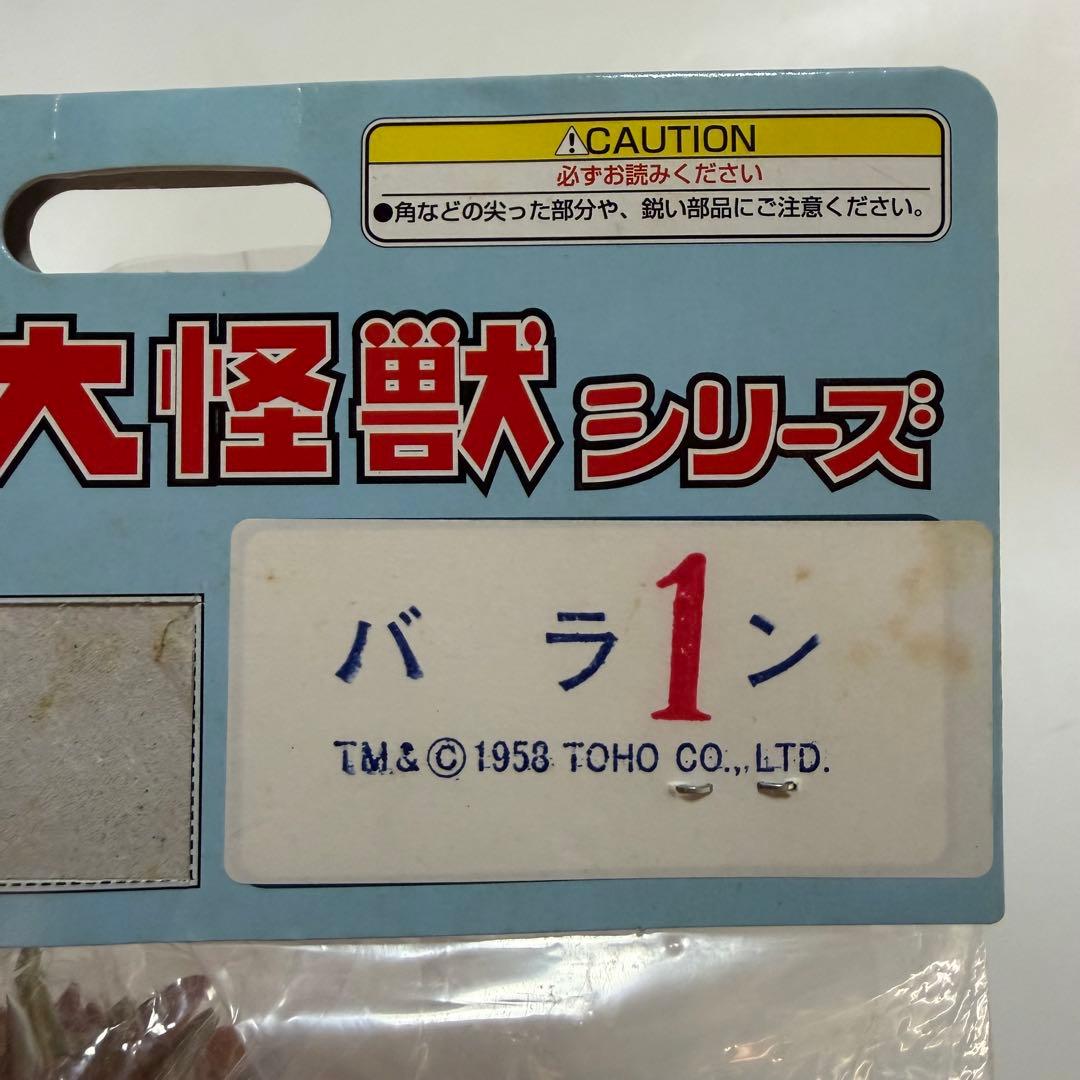 ⚠CAUTION
必ずお読みください
●角などの尖った部分や、鋭い部品にご注意ください。
大怪獣シリーズ
バラン
1
TM&©1958 TOHO CO.,LTD.